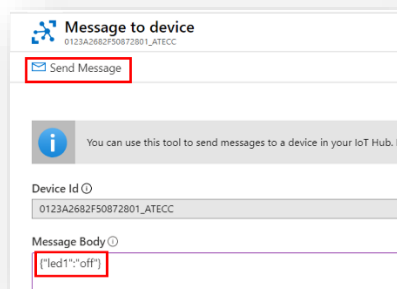 Message to device
0123A2682F50872801_ATECC
Send Message
You can use this tool to send messages to a device in your IoT Hub.
Device Id
0123A2682F50872801_ATECC
Message Body
{"led1":"off"}